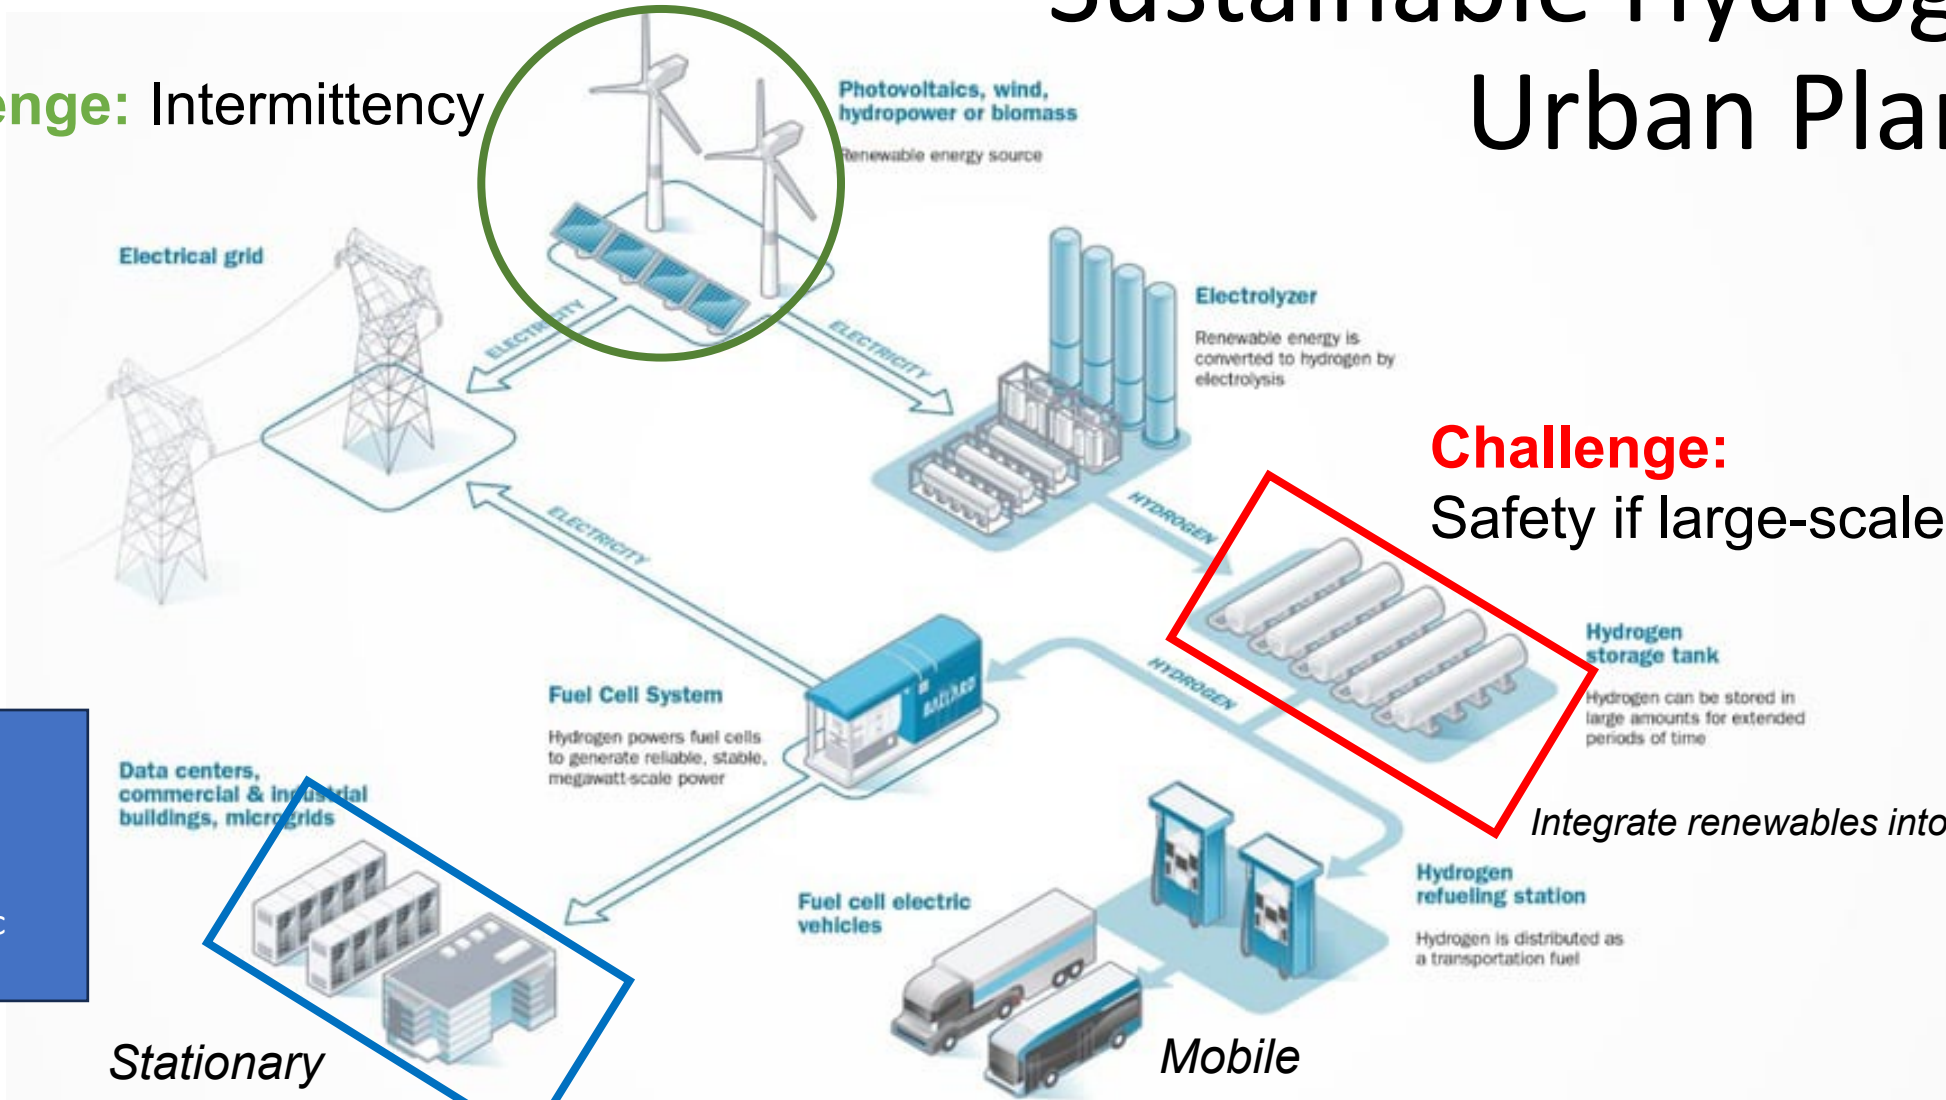 Sustainable Hydrog
Urban Plan
enge: Intermittency
Photovoltaics, wind,
hydropower or biomass
Renewable energy source
Electrical grid
ELECTRICITY
ELECTRICITY
Electrolyzer
Renewable energy is
converted to hydrogen by
electrolysis
Challenge:
Safety if large-scale
HYDROGEN
ELECTRICITY
Hydrogen
storage tank
Hydrogen can be stored in
large amounts for extended
periods of time
HYDROGEN
Fuel Cell System
Hydrogen powers fuel cells
to generate reliable, stable,
megawatt-scale power
BALLARD
Data centers,
commercial & industrial
buildings, microgrids
Integrate renewables into
Hydrogen
refueling station
Hydrogen is distributed as
a transportation fuel
Fuel cell electric
vehicles
c
Stationary
Mobile